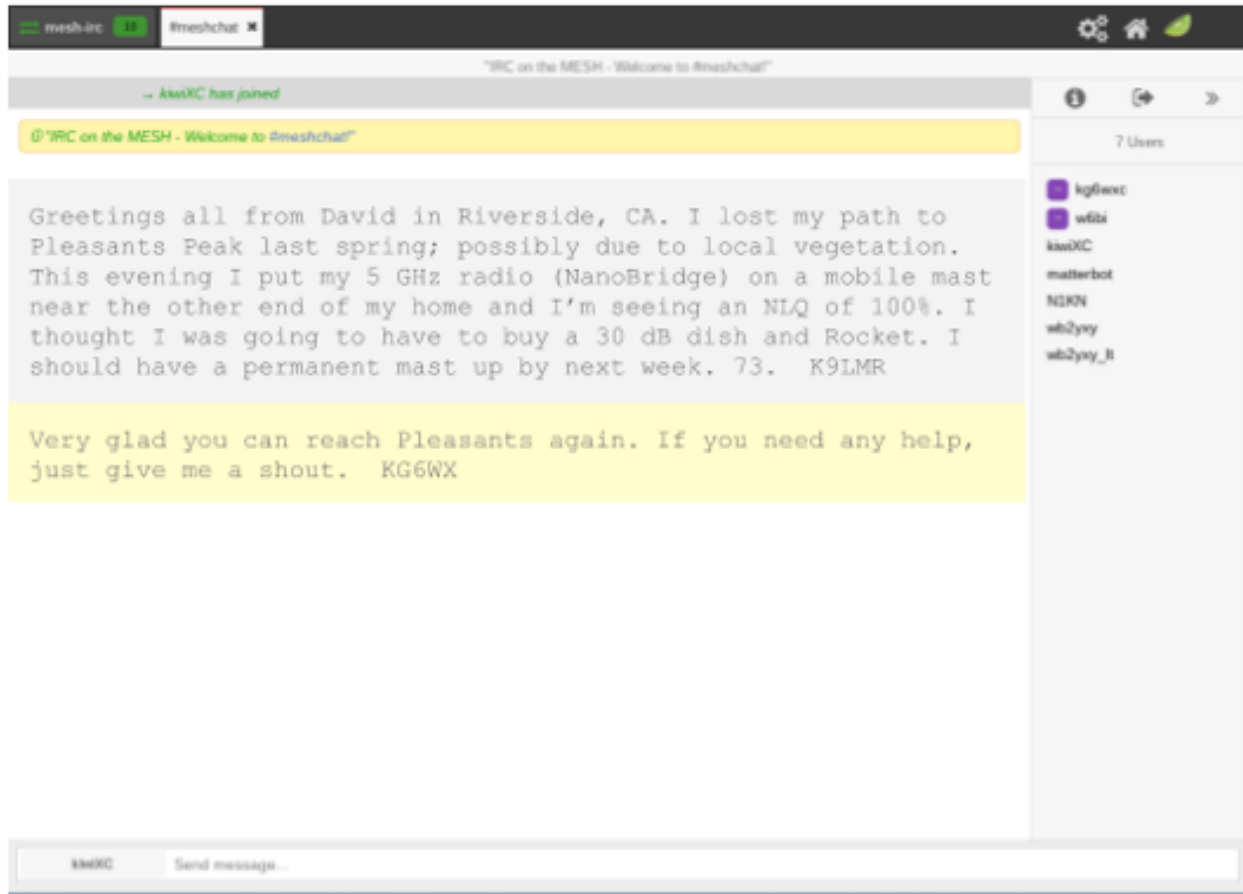 mesh-irc 10 #meshchat ✖
"IRC on the MESH - Welcome to #meshchat!"
→ kiwiXC has joined
"IRC on the MESH - Welcome to #meshchat!"
7 Users
kg6wxc
w6bi
kiwiXC
matterbot
N1KN
wb2yxy
wb2yxy_lt
Greetings all from David in Riverside, CA. I lost my path to
Pleasants Peak last spring; possibly due to local vegetation.
This evening I put my 5 GHz radio (NanoBridge) on a mobile mast
near the other end of my home and I'm seeing an NLQ of 100%. I
thought I was going to have to buy a 30 dB dish and Rocket. I
should have a permanent mast up by next week. 73.  K9LMR
Very glad you can reach Pleasants again. If you need any help,
just give me a shout.  KG6WX
kiwiXC Send message...